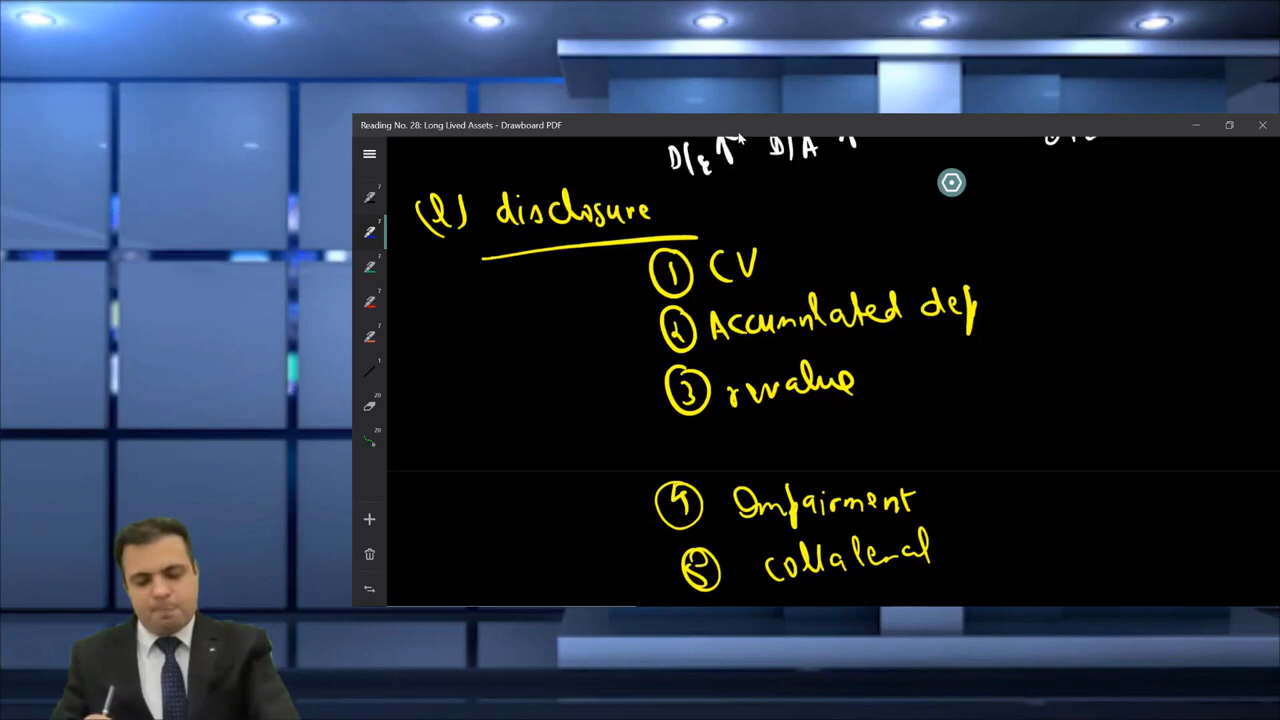 Reading No. 28: Long Lived Assets - Drawboard PDF
D/E ↑ D/A
(l) disclosure
① CV
② Accumulated dep
③ rvalue
④ Impairment
⑤ collateral